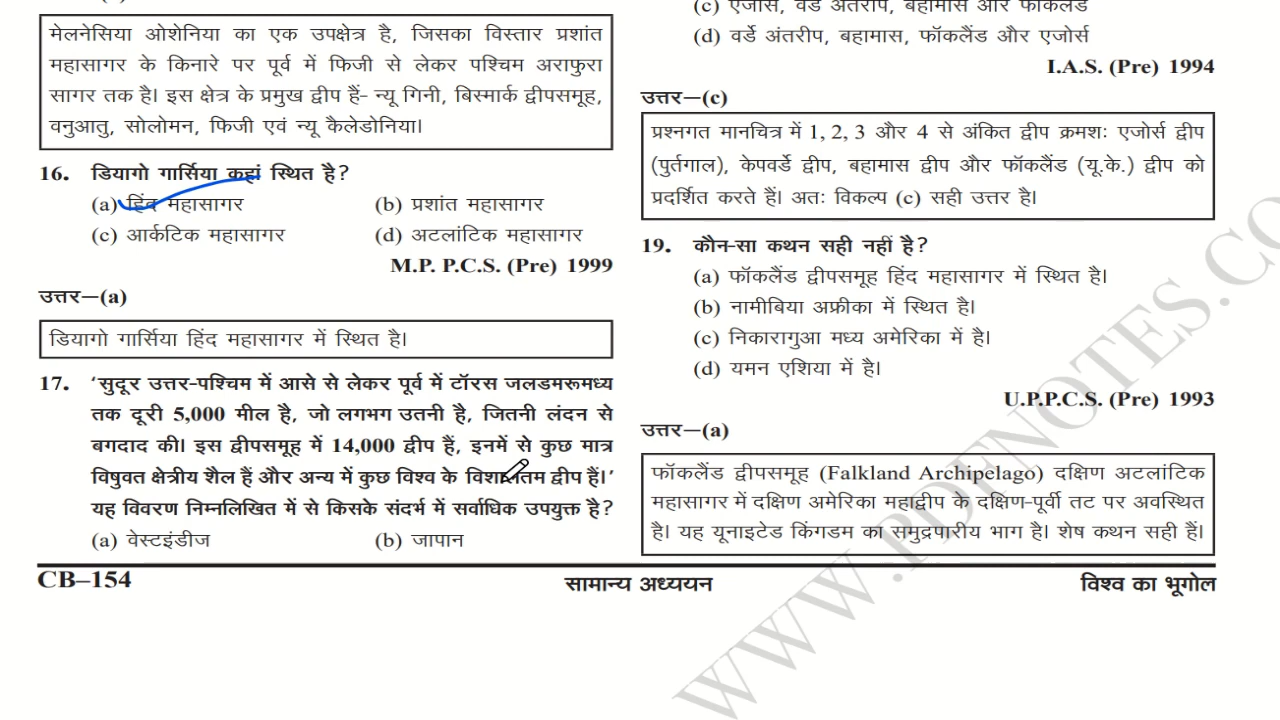 मेलनेसिया ओशेनिया का एक उपक्षेत्र है, जिसका विस्तार प्रशांत
महासागर के किनारे पर पूर्व में फिजी से लेकर पश्चिम अराफुरा
सागर तक है। इस क्षेत्र के प्रमुख द्वीप हैं- न्यू गिनी, बिस्मार्क द्वीपसमूह,
वनुआतु, सोलोमन, फिजी एवं न्यू कैलेडोनिया।
16. डियागो गार्सिया कहां स्थित है?
(a) हिंद महासागर (b) प्रशांत महासागर
(c) आर्कटिक महासागर (d) अटलांटिक महासागर
M.P. P.C.S. (Pre) 1999
उत्तर—(a)
डियागो गार्सिया हिंद महासागर में स्थित है।
17. 'सुदूर उत्तर-पश्चिम में आसे से लेकर पूर्व में टॉरस जलडमरूमध्य
तक दूरी 5,000 मील है, जो लगभग उतनी है, जितनी लंदन से
बगदाद की। इस द्वीपसमूह में 14,000 द्वीप हैं, इनमें से कुछ मात्र
विषुवत क्षेत्रीय शैल हैं और अन्य में कुछ विश्व के विशालतम द्वीप हैं।'
यह विवरण निम्नलिखित में से किसके संदर्भ में सर्वाधिक उपयुक्त है?
(a) वेस्टइंडीज (b) जापान
(c) एजोर्स, वर्डे अंतरीप, बहामास और फॉकलैंड
(d) वर्डे अंतरीप, बहामास, फॉकलैंड और एजोर्स
I.A.S. (Pre) 1994
उत्तर—(c)
प्रश्नगत मानचित्र में 1, 2, 3 और 4 से अंकित द्वीप क्रमशः एजोर्स द्वीप
(पुर्तगाल), केपवर्डे द्वीप, बहामास द्वीप और फॉकलैंड (यू.के.) द्वीप को
प्रदर्शित करते हैं। अतः विकल्प (c) सही उत्तर है।
19. कौन-सा कथन सही नहीं है?
(a) फॉकलैंड द्वीपसमूह हिंद महासागर में स्थित है।
(b) नामीबिया अफ्रीका में स्थित है।
(c) निकारागुआ मध्य अमेरिका में है।
(d) यमन एशिया में है।
U.P.P.C.S. (Pre) 1993
उत्तर—(a)
फॉकलैंड द्वीपसमूह (Falkland Archipelago) दक्षिण अटलांटिक
महासागर में दक्षिण अमेरिका महाद्वीप के दक्षिण-पूर्वी तट पर अवस्थित
है। यह यूनाइटेड किंगडम का समुद्रपारीय भाग है। शेष कथन सही हैं।
CB–154 सामान्य अध्ययन विश्व का भूगोल
WWW.PDFNOTES.CO